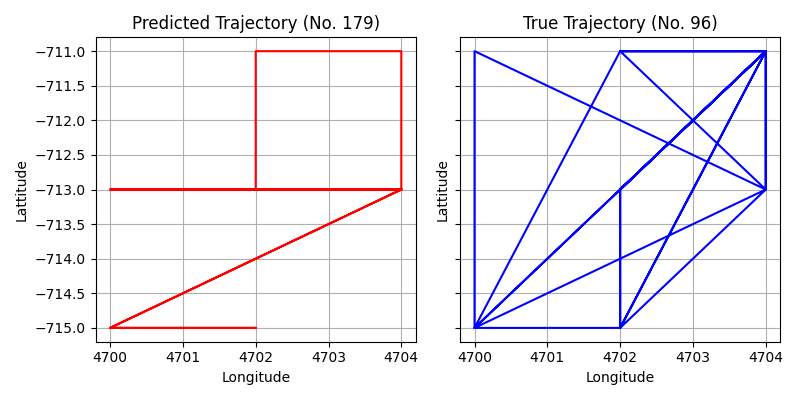 Predicted Trajectory (No. 179)
True Trajectory (No. 96)
−711.0
−711.5
−712.0
−712.5
−713.0
−713.5
−714.0
−714.5
−715.0
Lattitude
Lattitude
4700 4701 4702 4703 4704
4700 4701 4702 4703 4704
Longitude
Longitude